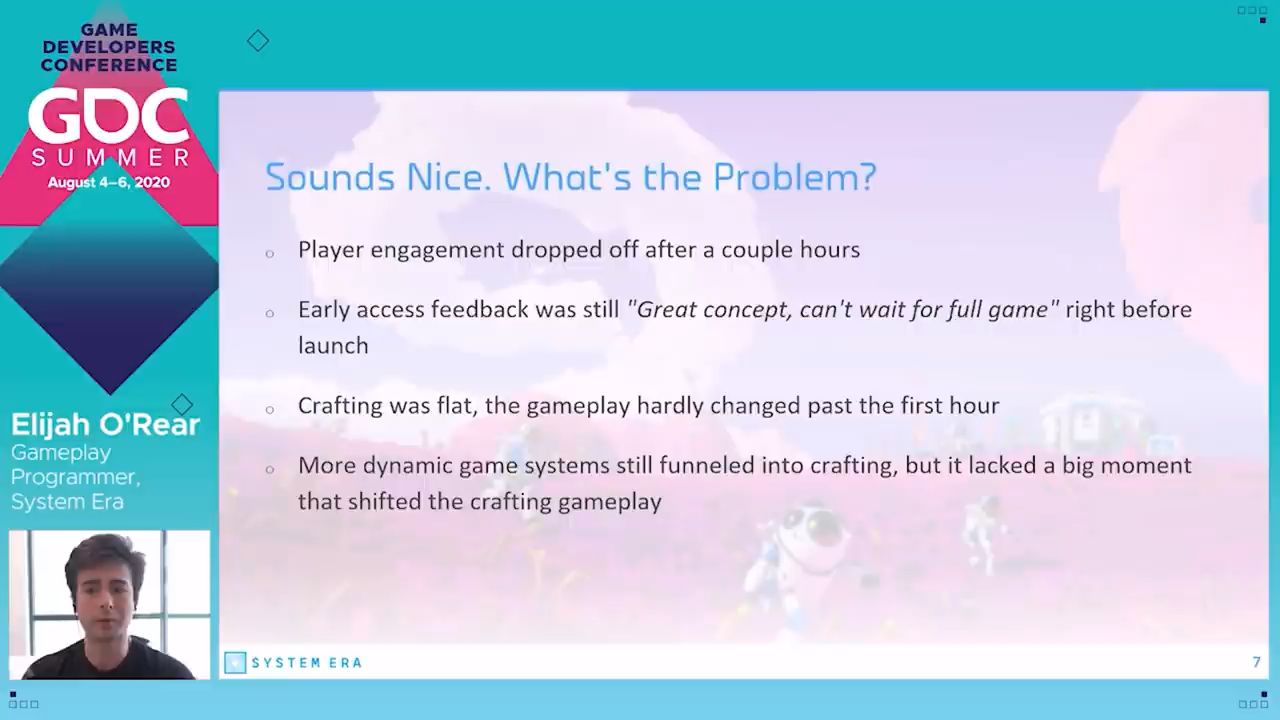 GAME
DEVELOPERS
CONFERENCE
GDC
SUMMER
August 4–6, 2020
Elijah O'Rear
Gameplay
Programmer,
System Era
Sounds Nice. What's the Problem?
Player engagement dropped off after a couple hours
Early access feedback was still "Great concept, can't wait for full game" right before
launch
Crafting was flat, the gameplay hardly changed past the first hour
More dynamic game systems still funneled into crafting, but it lacked a big moment
that shifted the crafting gameplay
SYSTEM ERA
7